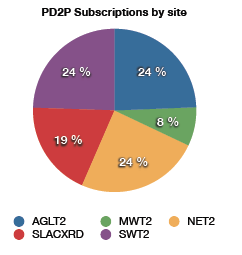 PD2P Subscriptions by site
24 %
24 %
8 %
19 %
24 %
AGLT2 MWT2 NET2
SLACXRD SWT2